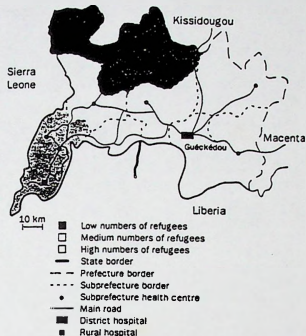 Kissidougou
Sierra
Leone
Macenta
Guéckédou
10 km
Liberia
Low numbers of refugees
Medium numbers of refugees
High numbers of refugees
State border
Prefecture border
Subprefecture border
Subprefecture health centre
Main road
District hospital
Rural hospital